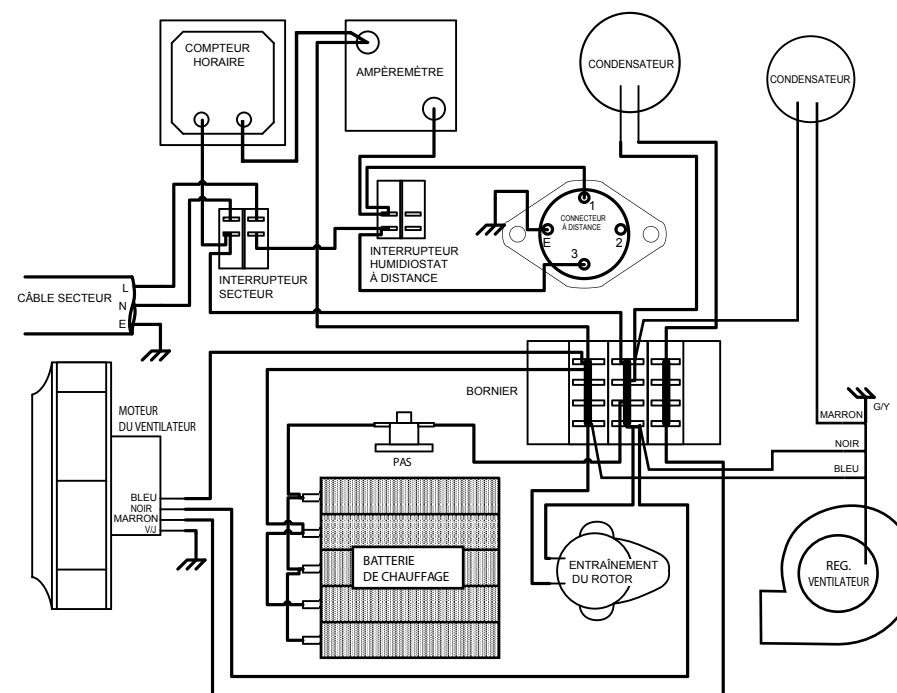 COMPTEUR
HORAIRE
AMPÈREMÈTRE
CONDENSATEUR
CONDENSATEUR
1
CONNECTEUR
À DISTANCE
E
2
3
INTERRUPTEUR
HUMIDIOSTAT
À DISTANCE
INTERRUPTEUR
SECTEUR
CÂBLE SECTEUR
L
N
E
BORNIER
MOTEUR
DU VENTILATEUR
BLEU
NOIR
MARRON
V/J
PAS
BATTERIE
DE CHAUFFAGE
ENTRAÎNEMENT
DU ROTOR
G/Y
MARRON
NOIR
BLEU
REG.
VENTILATEUR